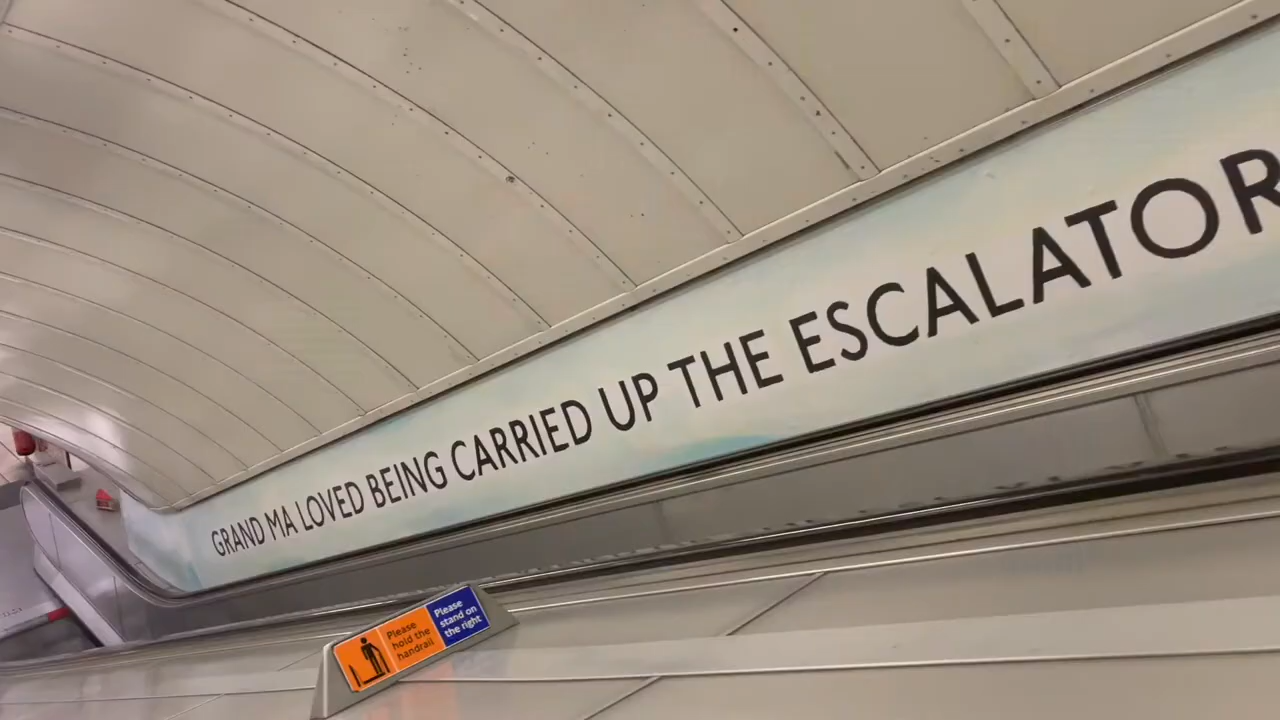 GRAND MA LOVED BEING CARRIED UP THE ESCALATOR
Please
hold the
handrail
Please
stand on
the right